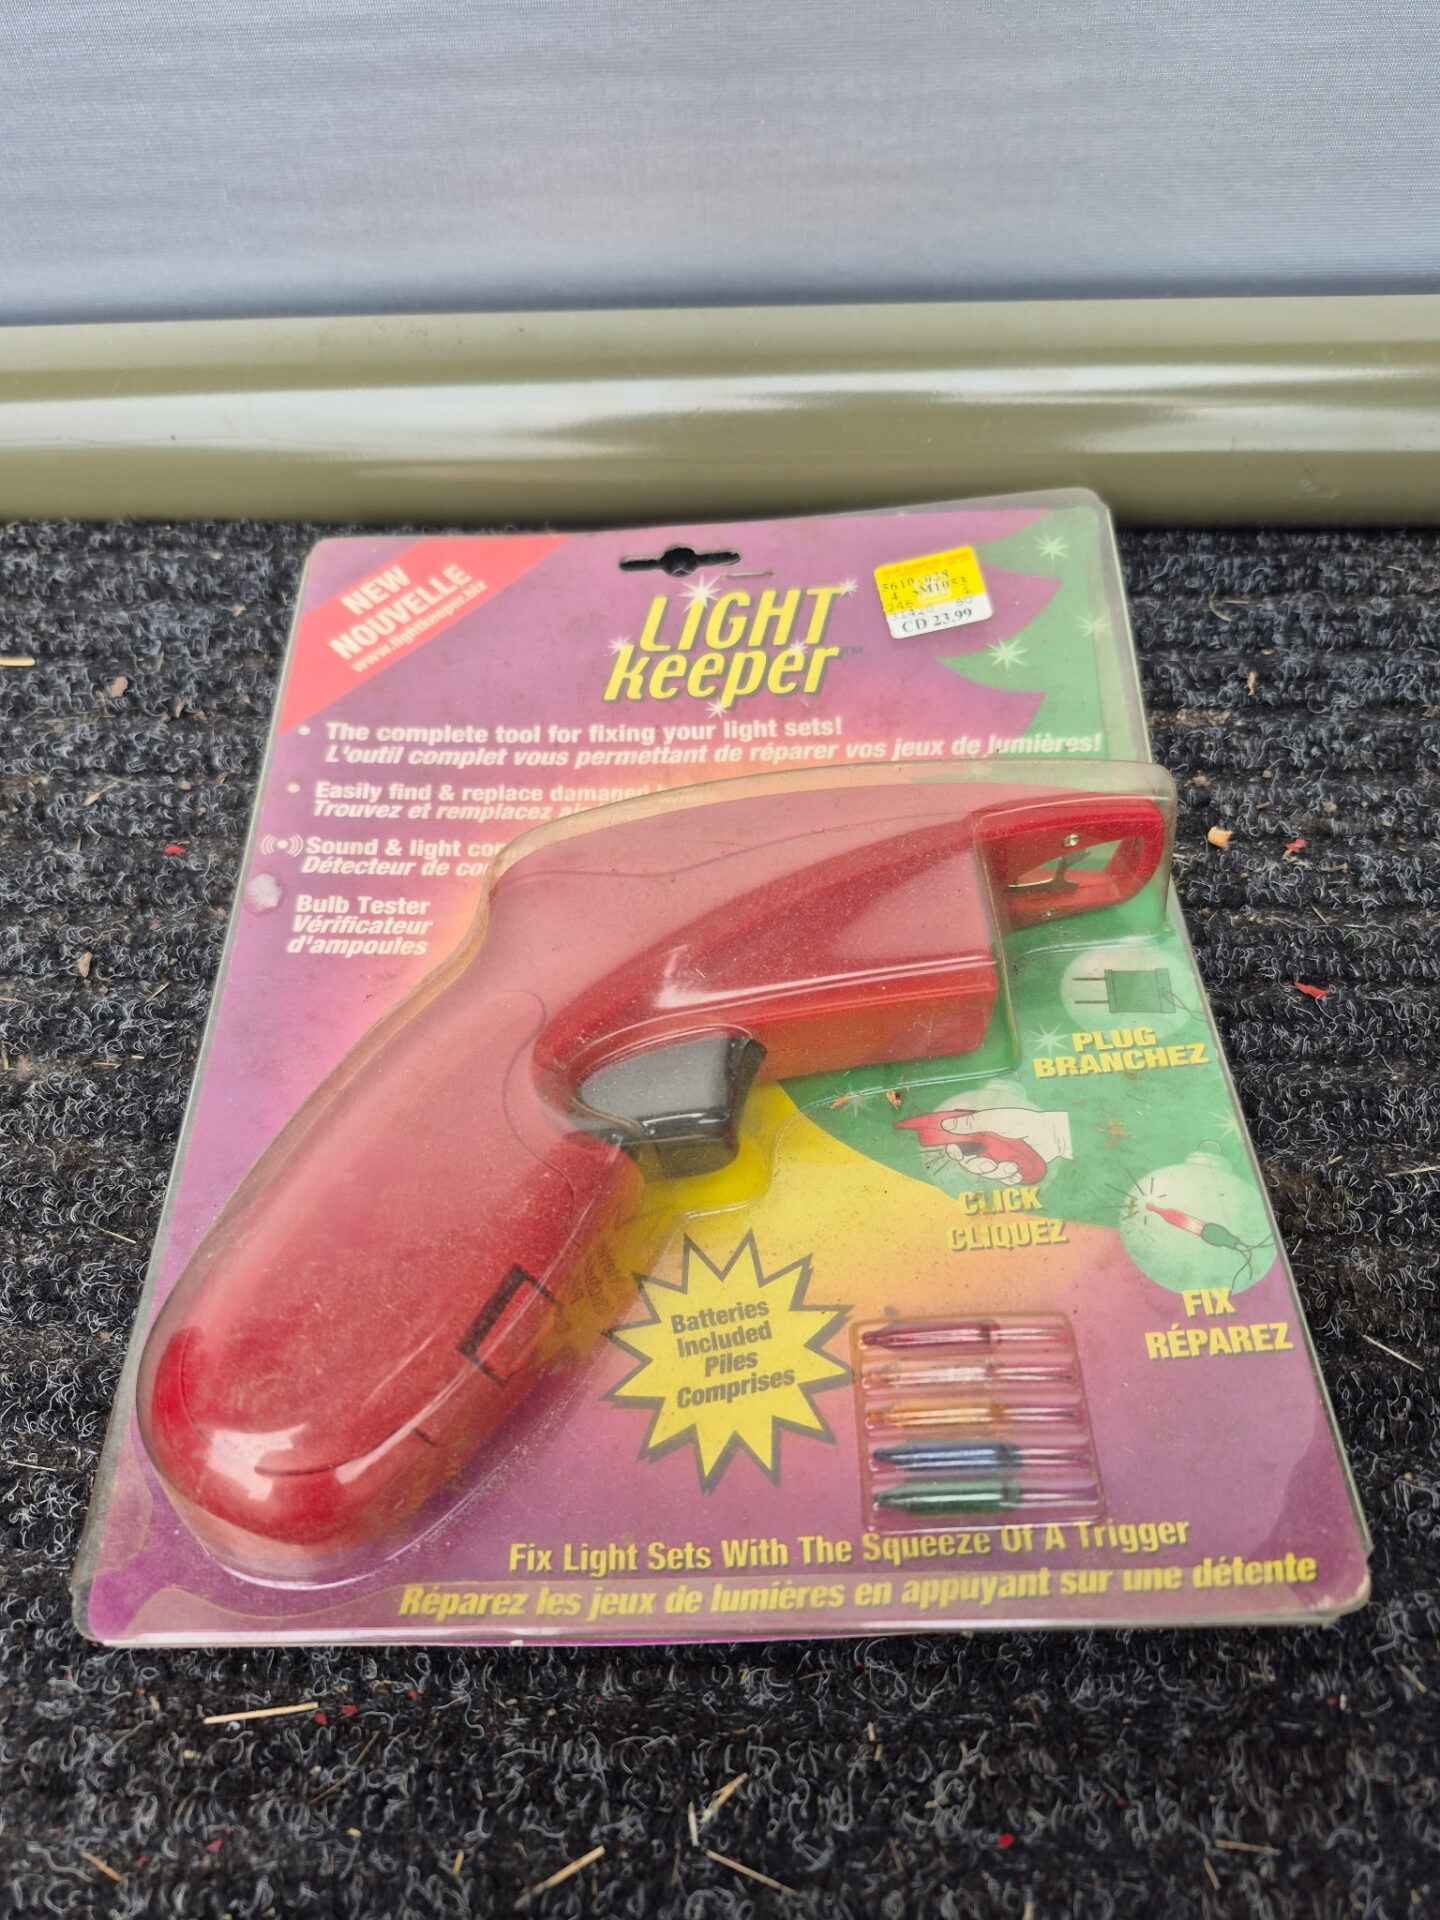 NEW
NOUVELLE
www.lightkeeper.biz
LIGHT
keeper™
CD 23.99
• The complete tool for fixing your light sets!
L'outil complet vous permettant de réparer vos jeux de lumières!
• Easily find & replace damaged
Trouvez et remplacez
Sound & light
Détecteur de
Bulb Tester
Vérificateur
d'ampoules
PLUG
BRANCHEZ
CLICK
CLIQUEZ
FIX
RÉPAREZ
Batteries
Included
Piles
Comprises
Fix Light Sets With The Squeeze Of A Trigger
Réparez les jeux de lumières en appuyant sur une détente